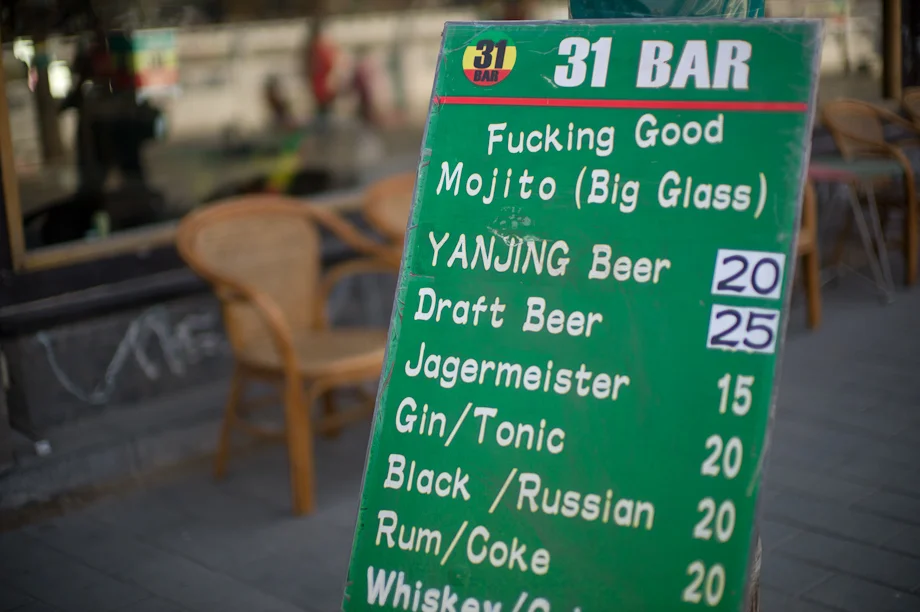 31
BAR
31 BAR
Fucking Good
Mojito (Big Glass)
YANJING Beer 20
Draft Beer 25
Jagermeister 15
Gin/Tonic 20
Black /Russian 20
Rum/Coke 20
Whiskey/